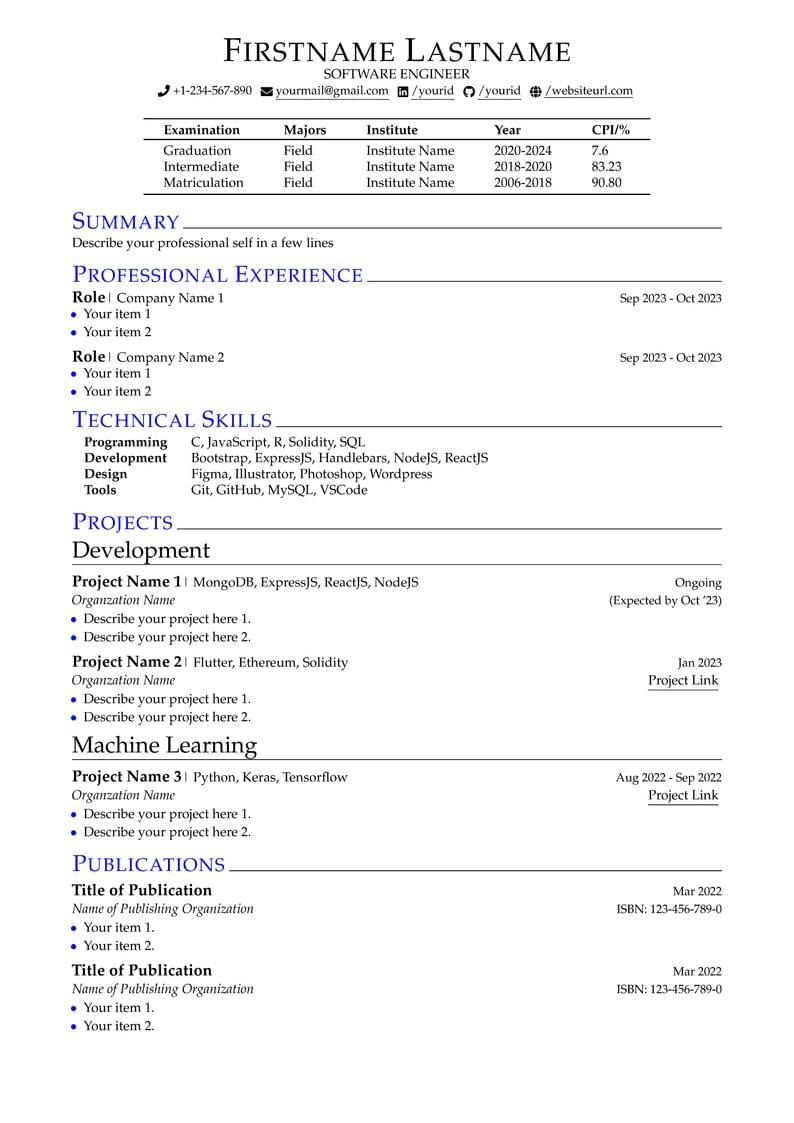 FIRSTNAME LASTNAME
SOFTWARE ENGINEER
+1-234-567-890 yourmail@gmail.com /yourid /yourid /websiteurl.com
Examination Majors Institute Year CPI/%
Graduation Field Institute Name 2020-2024 7.6
Intermediate Field Institute Name 2018-2020 83.23
Matriculation Field Institute Name 2006-2018 90.80
SUMMARY
Describe your professional self in a few lines
PROFESSIONAL EXPERIENCE
Role | Company Name 1 Sep 2023 - Oct 2023
• Your item 1
• Your item 2
Role | Company Name 2 Sep 2023 - Oct 2023
• Your item 1
• Your item 2
TECHNICAL SKILLS
Programming C, JavaScript, R, Solidity, SQL
Development Bootstrap, ExpressJS, Handlebars, NodeJS, ReactJS
Design Figma, Illustrator, Photoshop, Wordpress
Tools Git, GitHub, MySQL, VSCode
PROJECTS
Development
Project Name 1 | MongoDB, ExpressJS, ReactJS, NodeJS Ongoing
Organzation Name (Expected by Oct ’23)
• Describe your project here 1.
• Describe your project here 2.
Project Name 2 | Flutter, Ethereum, Solidity Jan 2023
Organzation Name Project Link
• Describe your project here 1.
• Describe your project here 2.
Machine Learning
Project Name 3 | Python, Keras, Tensorflow Aug 2022 - Sep 2022
Organzation Name Project Link
• Describe your project here 1.
• Describe your project here 2.
PUBLICATIONS
Title of Publication Mar 2022
Name of Publishing Organization ISBN: 123-456-789-0
• Your item 1.
• Your item 2.
Title of Publication Mar 2022
Name of Publishing Organization ISBN: 123-456-789-0
• Your item 1.
• Your item 2.